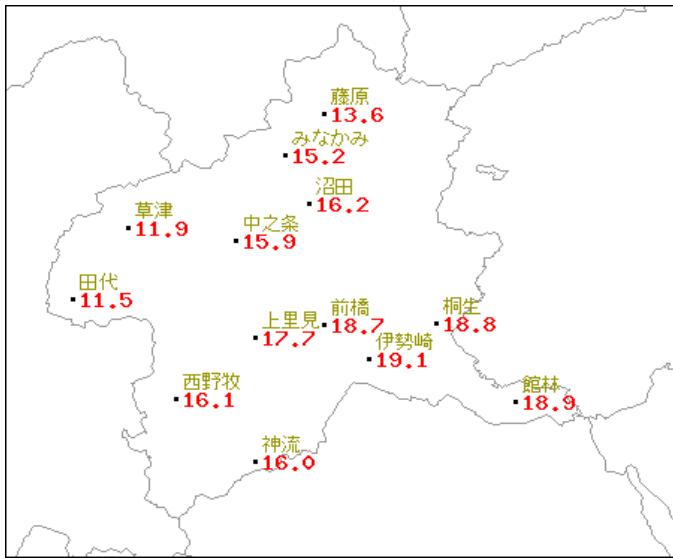 藤原
13.6
みなかみ
15.2
沼田
16.2
草津
11.9
中之条
15.9
田代
11.5
上里見
17.7
前橋
18.7
桐生
18.8
伊勢崎
19.1
西野牧
16.1
館林
18.9
神流
16.0